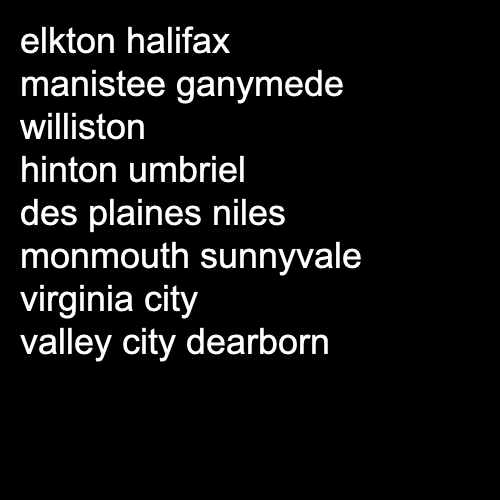 elkton halifax
manistee ganymede
williston
hinton umbriel
des plaines niles
monmouth sunnyvale
virginia city
valley city dearborn